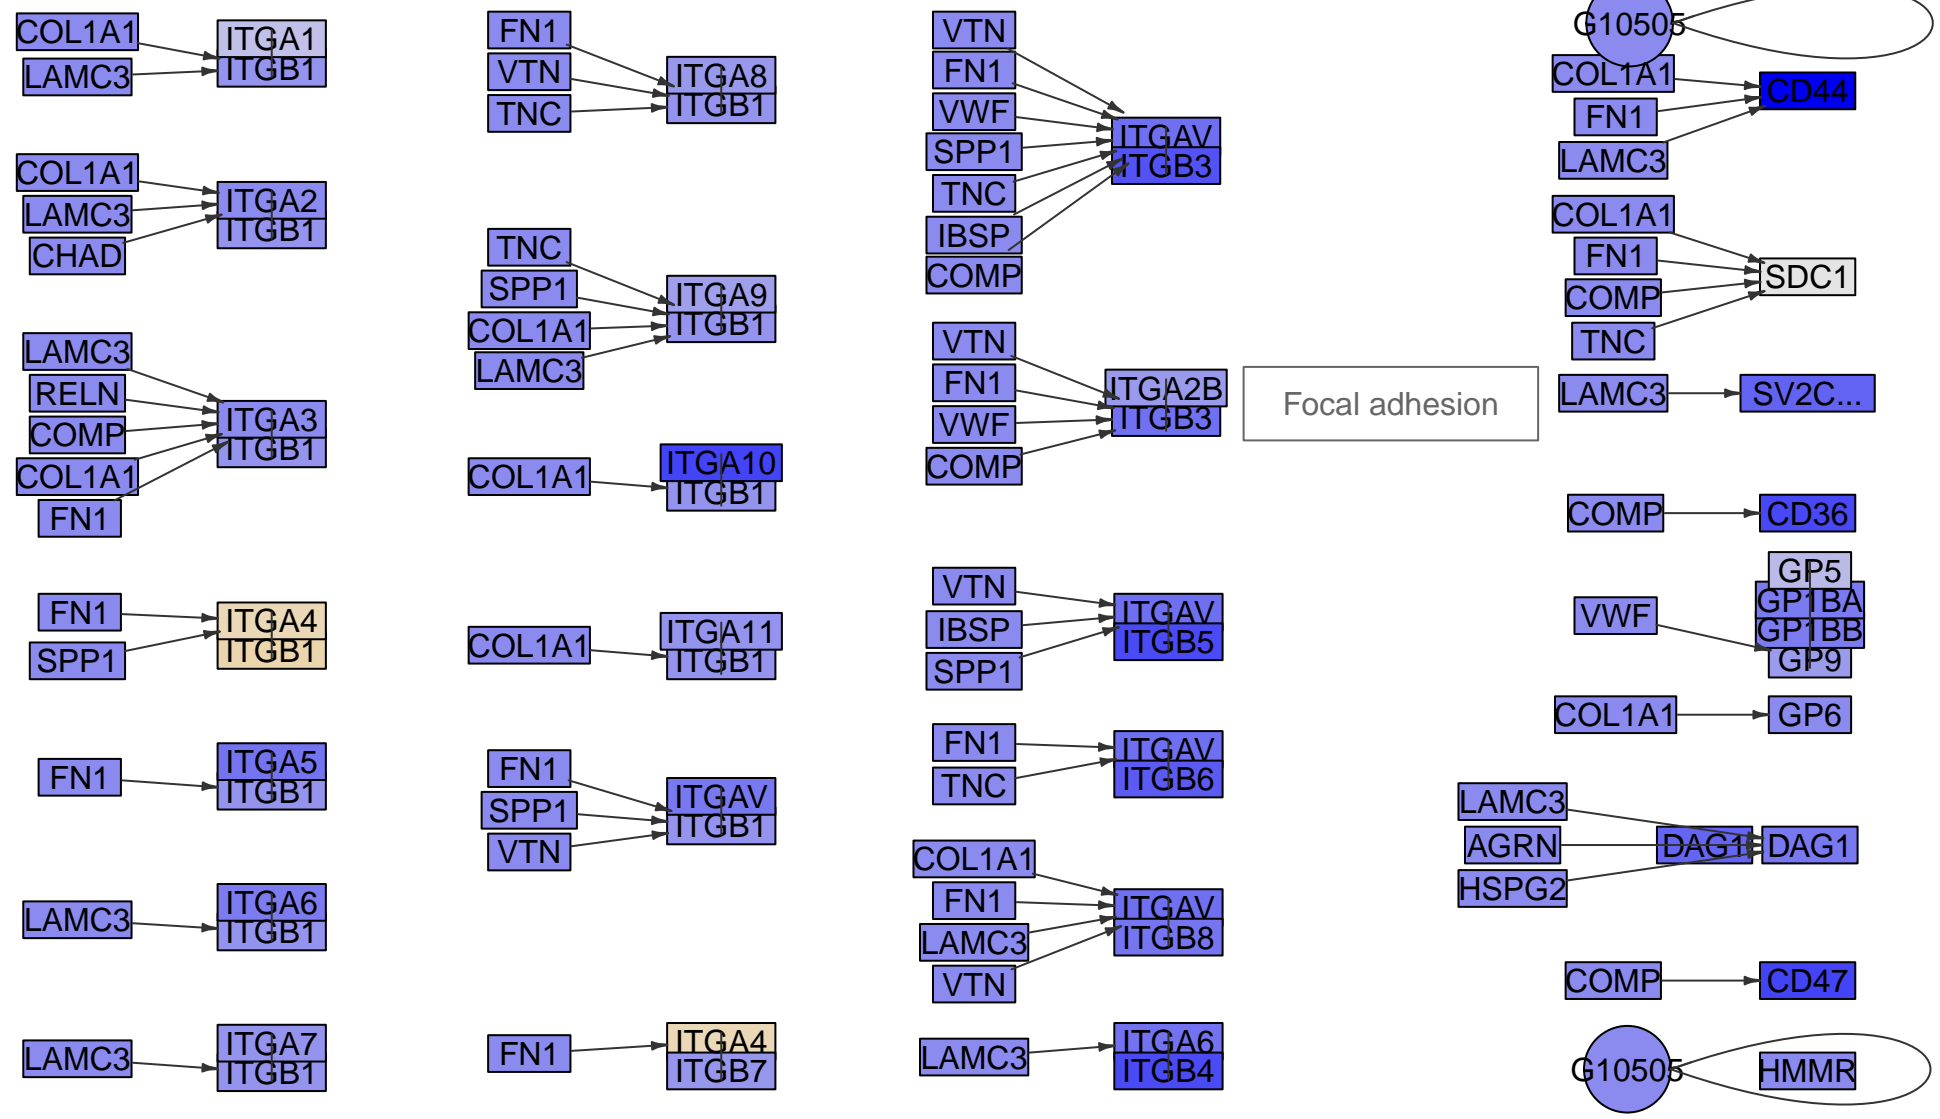 COL1A1
LAMC3
ITGA1
ITGB1
COL1A1
LAMC3
CHAD
ITGA2
ITGB1
LAMC3
RELN
COMP
COL1A1
FN1
ITGA3
ITGB1
FN1
SPP1
ITGA4
ITGB1
FN1
ITGA5
ITGB1
LAMC3
ITGA6
ITGB1
LAMC3
ITGA7
ITGB1
FN1
VTN
TNC
ITGA8
ITGB1
TNC
SPP1
COL1A1
LAMC3
ITGA9
ITGB1
COL1A1
ITGA10
ITGB1
COL1A1
ITGA11
ITGB1
FN1
SPP1
VTN
ITGAV
ITGB1
FN1
ITGA4
ITGB7
VTN
FN1
VWF
SPP1
TNC
IBSP
COMP
ITGAV
ITGB3
VTN
FN1
VWF
COMP
ITGA2B
ITGB3
Focal adhesion
VTN
IBSP
SPP1
ITGAV
ITGB5
FN1
TNC
ITGAV
ITGB6
COL1A1
FN1
LAMC3
VTN
ITGAV
ITGB8
LAMC3
ITGA6
ITGB4
G10505
COL1A1
FN1
LAMC3
CD44
COL1A1
FN1
COMP
TNC
SDC1
LAMC3
SV2C...
COMP
CD36
VWF
GP5
GP1BA
GP1BB
GP9
COL1A1
GP6
LAMC3
AGRN
HSPG2
DAG1
DAG1
COMP
CD47
G10505
HMMR